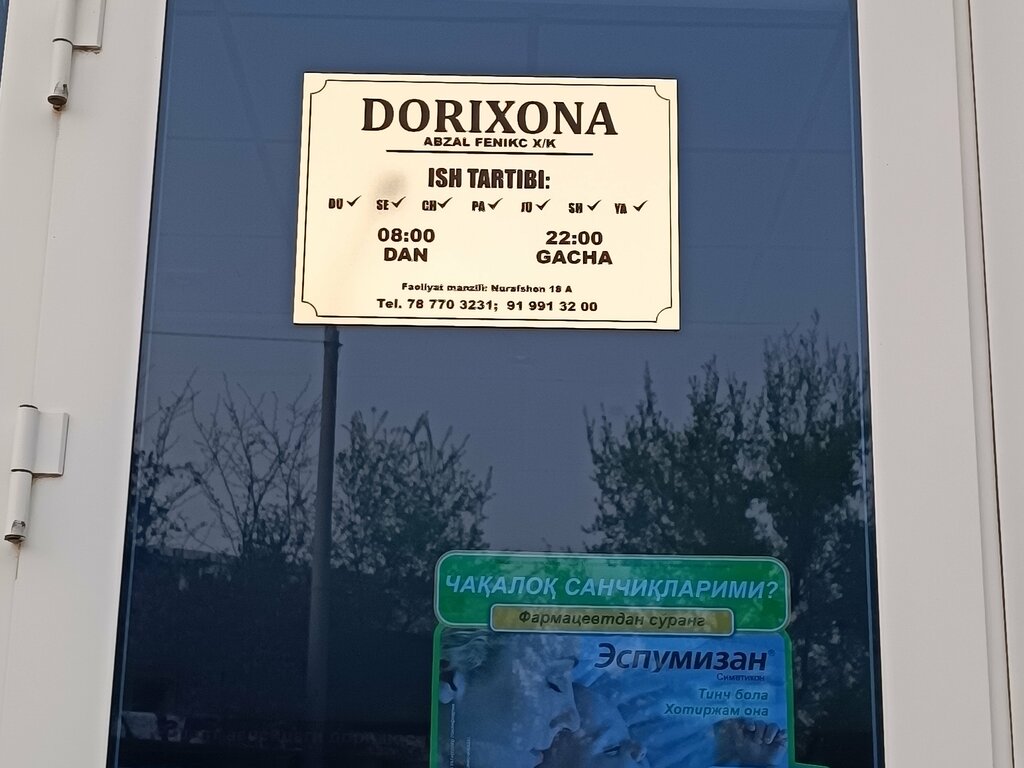 DORIXONA
ABZAL FENIKC X/K
ISH TARTIBI:
DU✓ SE✓ CH✓ PA✓ JU✓ SH✓ YA✓
08:00 22:00
DAN GACHA
Faoliyat manzili: Nurafshon 18 A
Tel. 78 770 3231; 91 991 32 00
ЧАҚАЛОҚ САНЧИҚЛАРИМИ?
Фармацевтдан суранг
Эспумизан®
Симетикон
Тинч бола
Хотиржам она